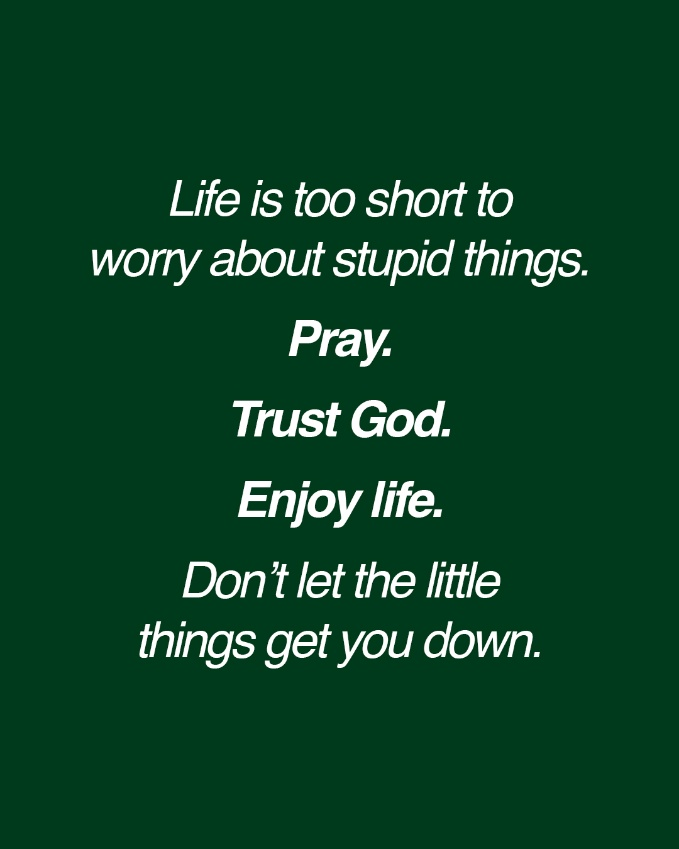 Life is too short to
worry about stupid things.
Pray.
Trust God.
Enjoy life.
Don’t let the little
things get you down.